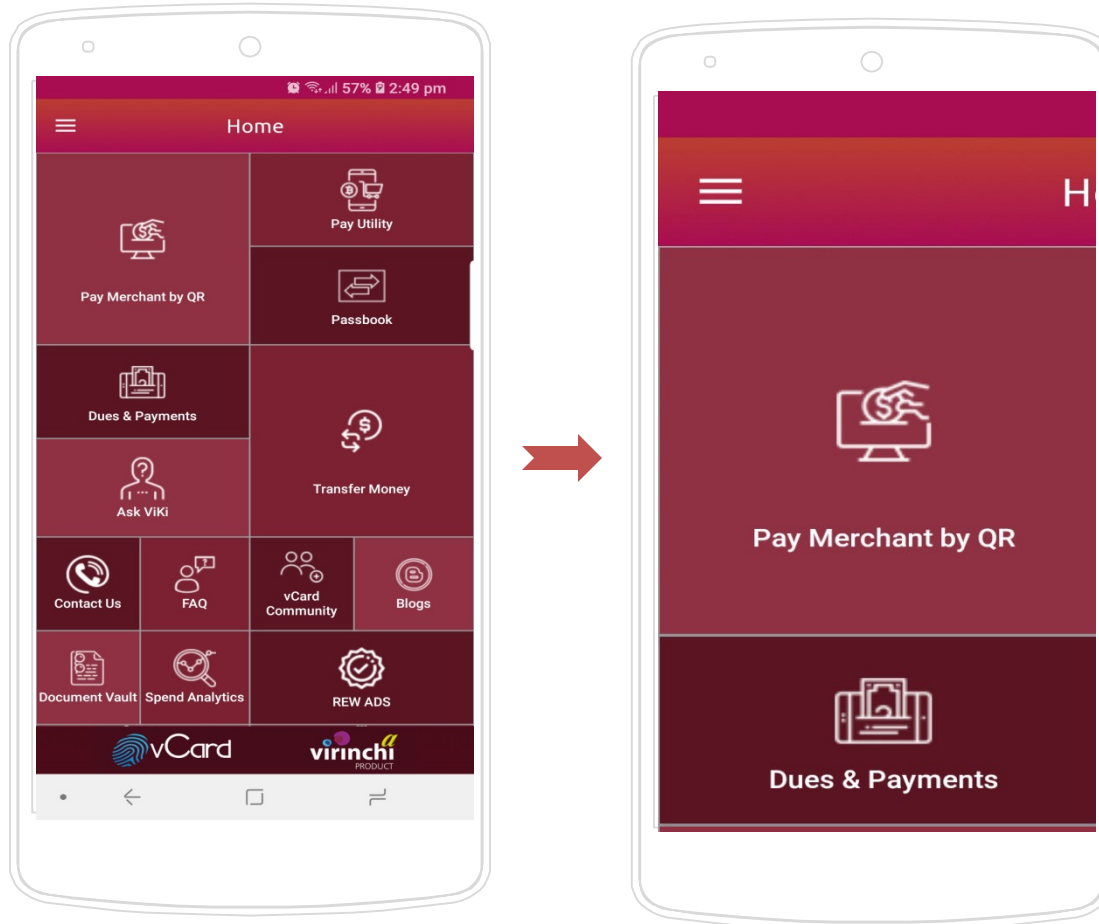 57% 2:49 pm
Home
Pay Utility
Pay Merchant by QR
Passbook
Dues & Payments
Transfer Money
Ask ViKi
Contact Us
FAQ
vCard
Community
Blogs
Document Vault
Spend Analytics
REW ADS
vCard
virinchi a
PRODUCT
Ho
Pay Merchant by QR
Dues & Payments